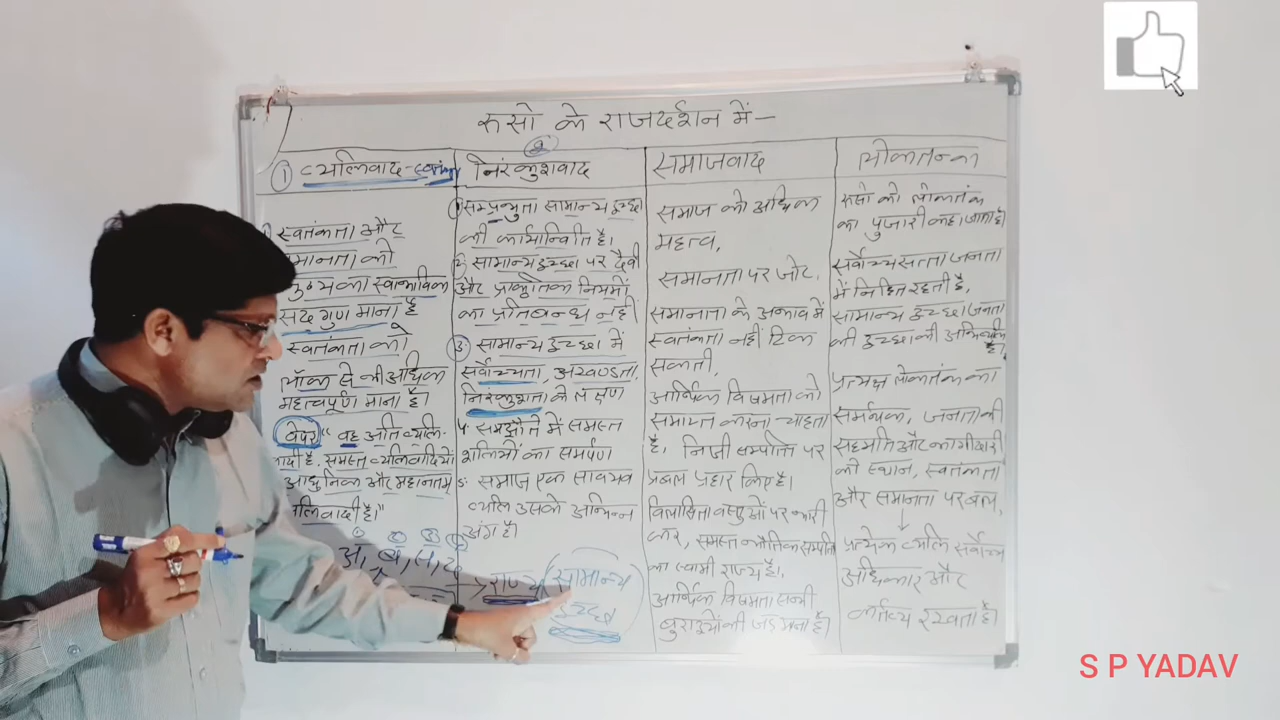 रूसो के राजदर्शन में—
① व्यक्तिवाद-
२
निरंकुशवाद
समाजवाद
लोकतन्त्र
स्वतंत्रता और
मानता को
का स्वाभाविक
सद गुण माना है
स्वतंत्रता को
लॉक से भी अधिक
महत्वपूर्ण माना है।
वेपर " वह अति व्यक्ति-
वादी है. समस्त व्यक्तिवादियों
आधुनिक और महानतम
क्तिवादी है।"
अ, ब, स, द
1 सम्प्रभुता सामान्य इच्छा
की कार्यान्विति है।
2. सामान्य इच्छा पर दैवी
और प्राकृतिक नियमों
का प्रतिबन्ध नहीं
3. सामान्य इच्छा में
सर्वोच्चता, अखण्डता,
निरंकुशता के लक्षण
4. समझौते में समस्त
शक्तियों का समर्पण
5. समाज एक सावयव
व्यक्ति उसके अभिन्न
अंग है।
→ राज्य (सामान्य
इच्छा
समाज को अधिक
महत्व,
समानता पर जोर.
समानता के अभाव में
स्वतंत्रता नहीं टिक
सकती,
आर्थिक विषमता को
समाप्त करना चाहता
है. निजी सम्पत्ति पर
प्रबल प्रहार किए है।
विलासिता वस्तुओं पर भारी
कर, समस्त भौतिक सम्पत्ति
का स्वामी राज्य है।
आर्थिक विषमता सभी
बुराइयों की जड़ माना है।
रूसो को लोकतंत्र
का पुजारी कहा जाता है।
सर्वोच्च सत्ता जनता
में निहित रहती है.
सामान्य इच्छा जनता
की इच्छा की अभिव्यक्ति
है।
प्रत्यक्ष लोकतंत्र का
समर्थक, जनता की
सहमति और भागीदारी
को स्थान, स्वतंत्रता
और समानता पर बल,
प्रत्येक व्यक्ति सर्वोच्च
अधिकार और
कर्तव्य रखता है।
S P YADAV